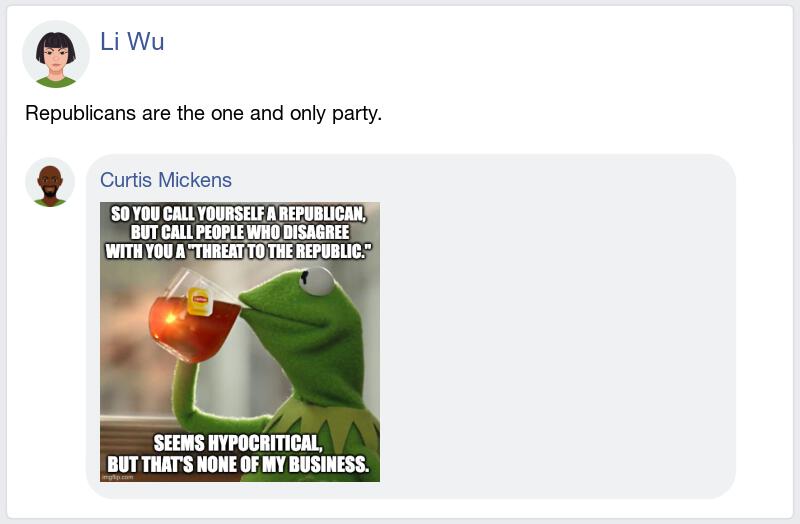 Li Wu
Republicans are the one and only party.
Curtis Mickens
SO YOU CALL YOURSELF A REPUBLICAN,
BUT CALL PEOPLE WHO DISAGREE
WITH YOU A "THREAT TO THE REPUBLIC."
Lipton
SEEMS HYPOCRITICAL,
BUT THAT'S NONE OF MY BUSINESS.
imgflip.com